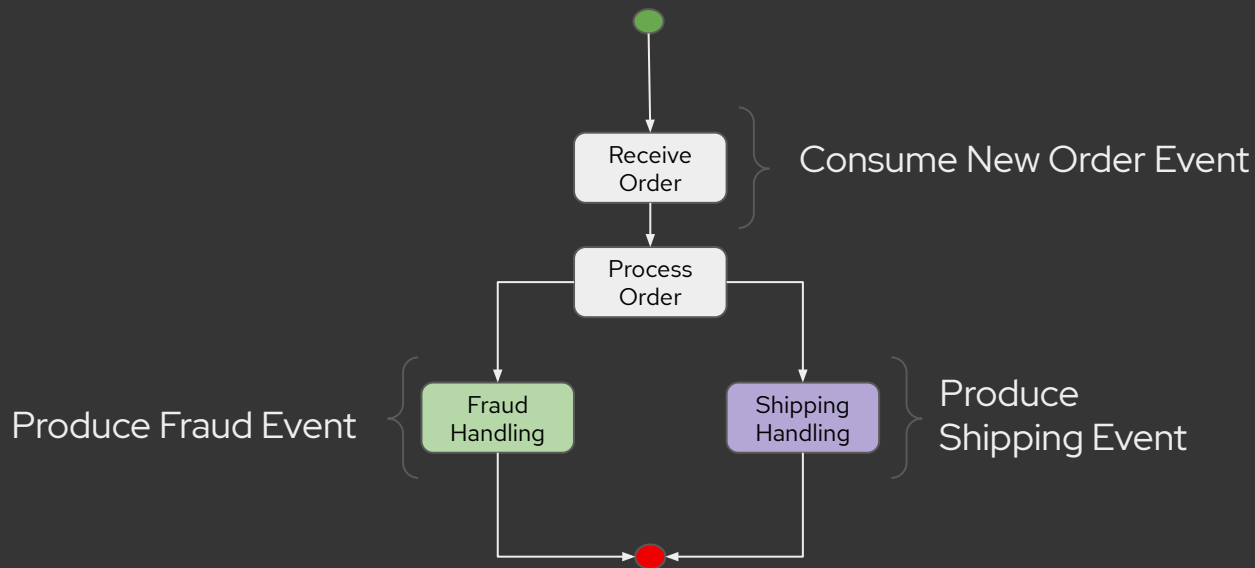 Receive
Order
Consume New Order Event
Process
Order
Produce Fraud Event
Fraud
Handling
Shipping
Handling
Produce
Shipping Event